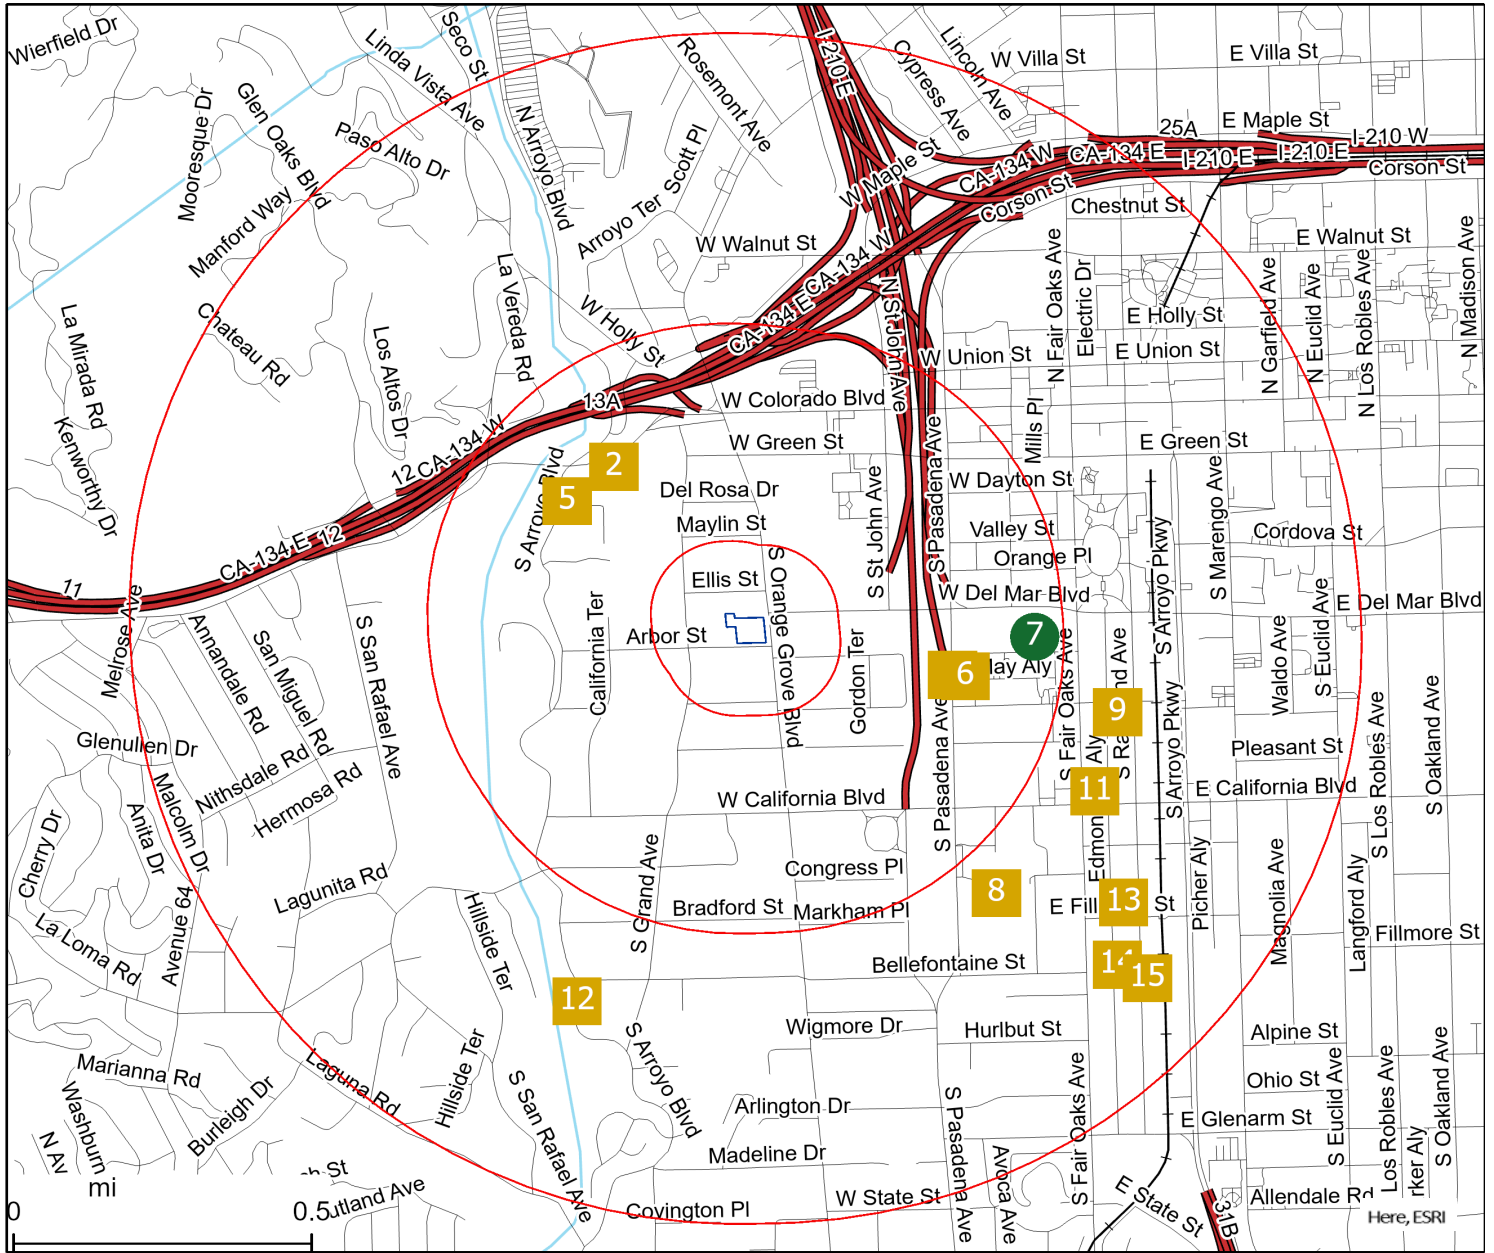 Wierfield Dr
Seco St
Linda Vista Ave
I-210 E
Rosemont Ave
Cypress Ave
Lincoln Ave
W Villa St
E Villa St
Mooresque Dr
Glen Oaks Blvd
Paso Alto Dr
N Arroyo Blvd
Scott Pl
W Maple St
CA-134 W
CA-134 E
25A
E Maple St
I-210 W
I-210 E
I-210 E
Corson St
Corson St
Chestnut St
Manford Way
Arroyo Ter
W Walnut St
E Walnut St
CA-134 W
CA-134 E
La Vereda Rd
W Holly St
N St John Ave
N Fair Oaks Ave
Electric Dr
E Holly St
N Garfield Ave
N Euclid Ave
N Los Robles Ave
N Madison Ave
La Mirada Rd
Chateau Rd
Los Altos Dr
W Union St
E Union St
13A
W Colorado Blvd
Mills Pl
Kenworthy Dr
12
CA-134 W
W Green St
E Green St
2
5
S Arroyo Blvd
Del Rosa Dr
Maylin St
S St John Ave
S Pasadena Ave
W Dayton St
Valley St
Orange Pl
S Arroyo Pkwy
S Marengo Ave
Cordova St
CA-134 E
12
11
Melrose Ave
Ellis St
S Orange Grove Blvd
W Del Mar Blvd
E Del Mar Blvd
Annandale Rd
San Miguel Rd
S San Rafael Ave
California Ter
Arbor St
Gordon Ter
7
6
S Fair Oaks Ave
9
Waldo Ave
S Euclid Ave
Glenullen Dr
Nithsdale Rd
Hermosa Rd
S Pasadena Ave
Aly
S Arroyo Pkwy
Pleasant St
S Los Robles Ave
S Oakland Ave
Malcolm Dr
Anita Dr
Cherry Dr
W California Blvd
11
E California Blvd
Lagunita Rd
S Grand Ave
Congress Pl
8
Picher Aly
Magnolia Ave
Langford Aly
Avenue 64
Hillside Ter
Bradford St
Markham Pl
13
St
Fillmore St
La Loma Rd
Bellefontaine St
14
15
12
Wigmore Dr
Hurlbut St
Alpine St
Marianna Rd
Laguna Rd
Hillside Ter
S Arroyo Blvd
S Fair Oaks Ave
Ohio St
S Euclid Ave
Los Robles Ave
S Oakland Ave
Washburn
Burleigh Dr
S San Rafael Ave
Arlington Dr
S Pasadena Ave
E Glenarm St
N Av
Madeline Dr
Avoca Ave
mi
0
0.5
Covington Pl
W State St
E State St
31B
Allendale Rd
Here, ESRI